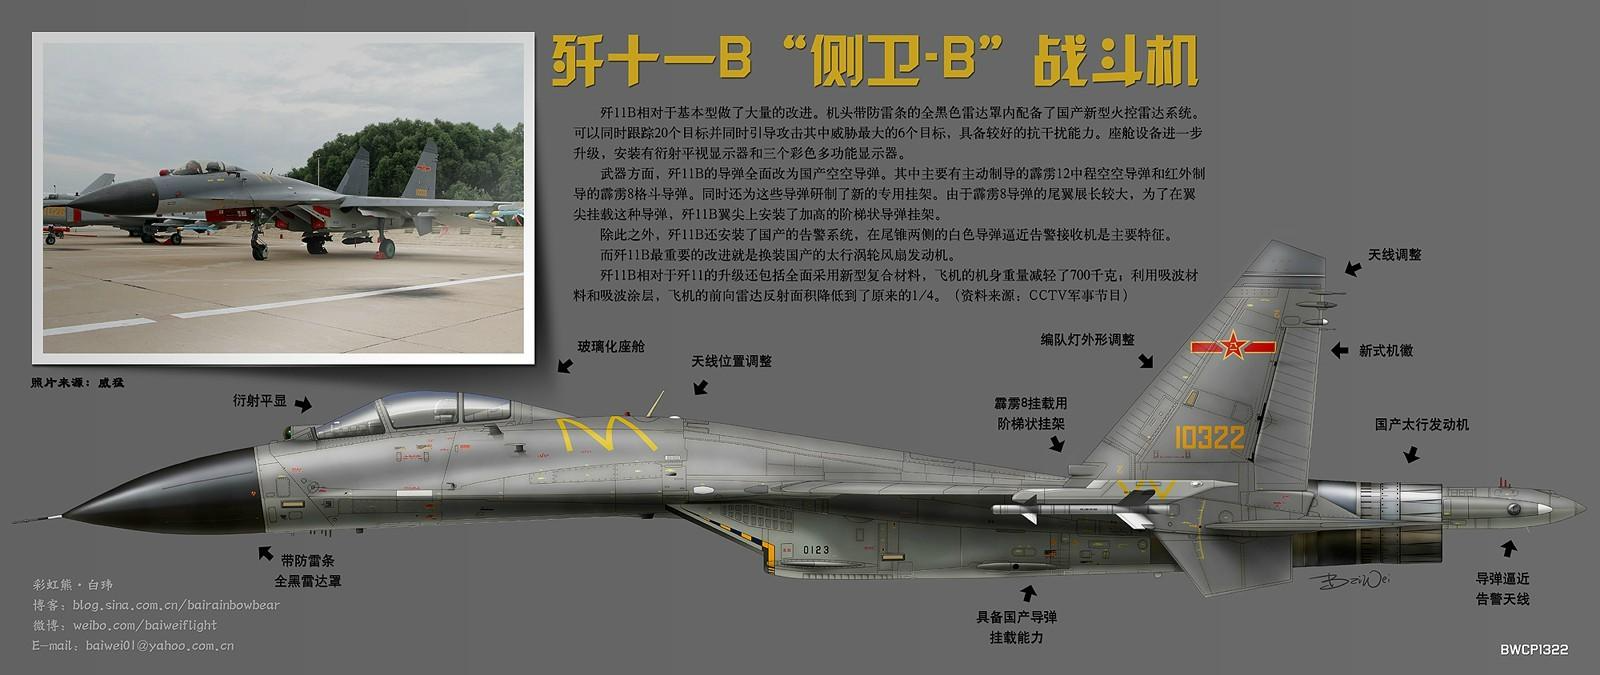 歼十一B“侧卫-B”战斗机
歼11B相对于基本型做了大量的改进。机头带防雷条的全黑色雷达罩内配备了国产新型火控雷达系统。
可以同时跟踪20个目标并同时引导攻击其中威胁最大的6个目标，具备较好的抗干扰能力。座舱设备进一步
升级，安装有衍射平视显示器和三个彩色多功能显示器。
武器方面，歼11B的导弹全面改为国产空空导弹。其中主要有主动制导的霹雳12中程空空导弹和红外制
导的霹雳8格斗导弹。同时还为这些导弹研制了新的专用挂架。由于霹雳8导弹的尾翼展长较大，为了在翼
尖挂载这种导弹，歼11B翼尖上安装了加高的阶梯状导弹挂架。
除此之外，歼11B还安装了国产的告警系统，在尾锥两侧的白色导弹逼近告警接收机是主要特征。
而歼11B最重要的改进就是换装国产的太行涡轮风扇发动机。
歼11B相对于歼11的升级还包括全面采用新型复合材料，飞机的机身重量减轻了700千克；利用吸波材
料和吸波涂层，飞机的前向雷达反射面积降低到了原来的1/4。（资料来源：CCTV军事节目）
照片来源：威猛
衍射平显
玻璃化座舱
天线位置调整
编队灯外形调整
霹雳8挂载用
阶梯状挂架
天线调整
新式机徽
国产太行发动机
八一
10322
0123
带防雷条
全黑雷达罩
具备国产导弹
挂载能力
导弹逼近
告警天线
BaiWei
彩虹熊·白玮
博客：blog.sina.com.cn/bairainbowbear
微博：weibo.com/baiweiflight
E-mail：baiwei01@yahoo.com.cn
BWCP1322